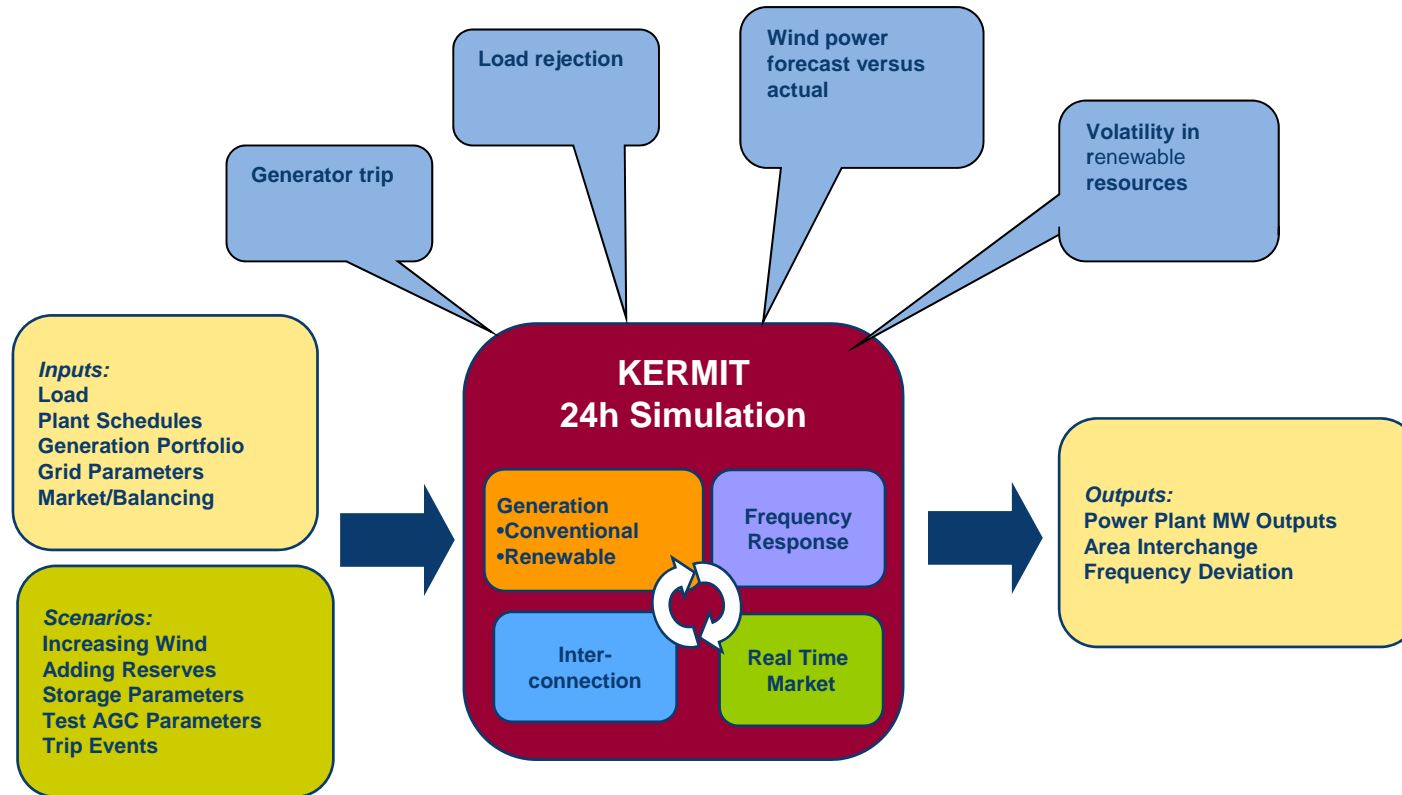 Generator trip
Load rejection
Wind power
forecast versus
actual
Volatility in
renewable
resources
Inputs:
Load
Plant Schedules
Generation Portfolio
Grid Parameters
Market/Balancing
Scenarios:
Increasing Wind
Adding Reserves
Storage Parameters
Test AGC Parameters
Trip Events
KERMIT
24h Simulation
Generation
•Conventional
•Renewable
Frequency
Response
Inter-
connection
Real Time
Market
Outputs:
Power Plant MW Outputs
Area Interchange
Frequency Deviation